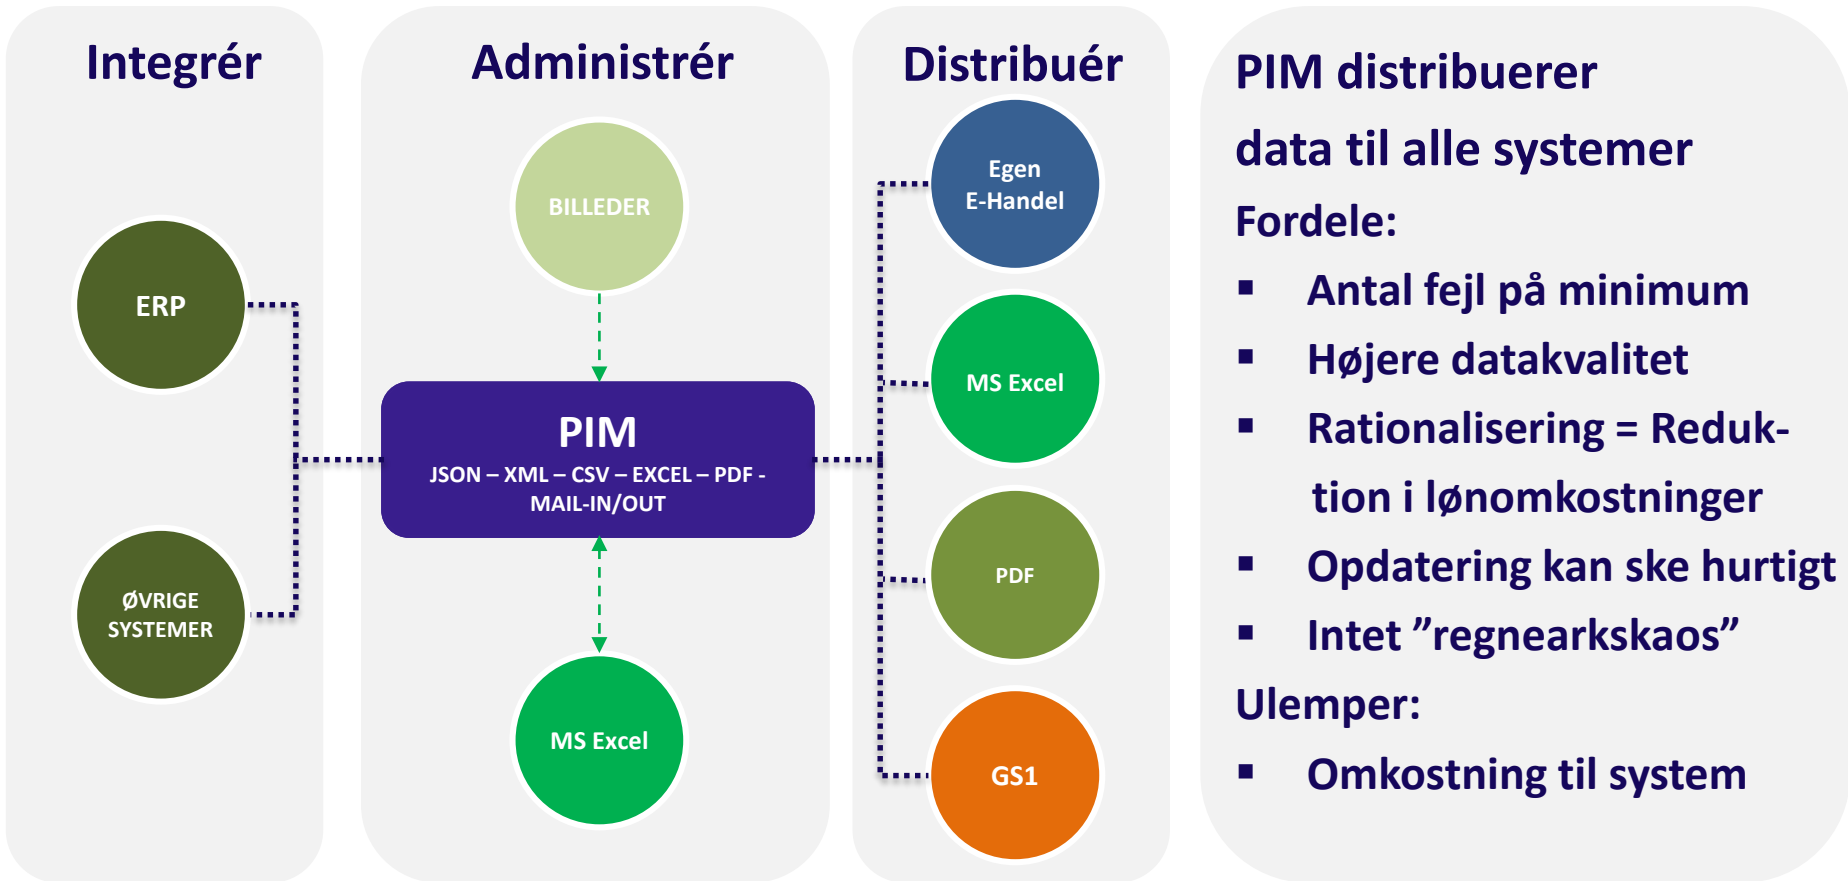 Integrér
ERP
ØVRIGE
SYSTEMER
Administrér
BILLEDER
PIM
JSON – XML – CSV – EXCEL – PDF -
MAIL-IN/OUT
MS Excel
Distribuér
Egen
E-Handel
MS Excel
PDF
GS1
PIM distribuerer
data til alle systemer
Fordele:
▪ Antal fejl på minimum
▪ Højere datakvalitet
▪ Rationalisering = Reduk-
tion i lønomkostninger
▪ Opdatering kan ske hurtigt
▪ Intet ”regnearkskaos”
Ulemper:
▪ Omkostning til system